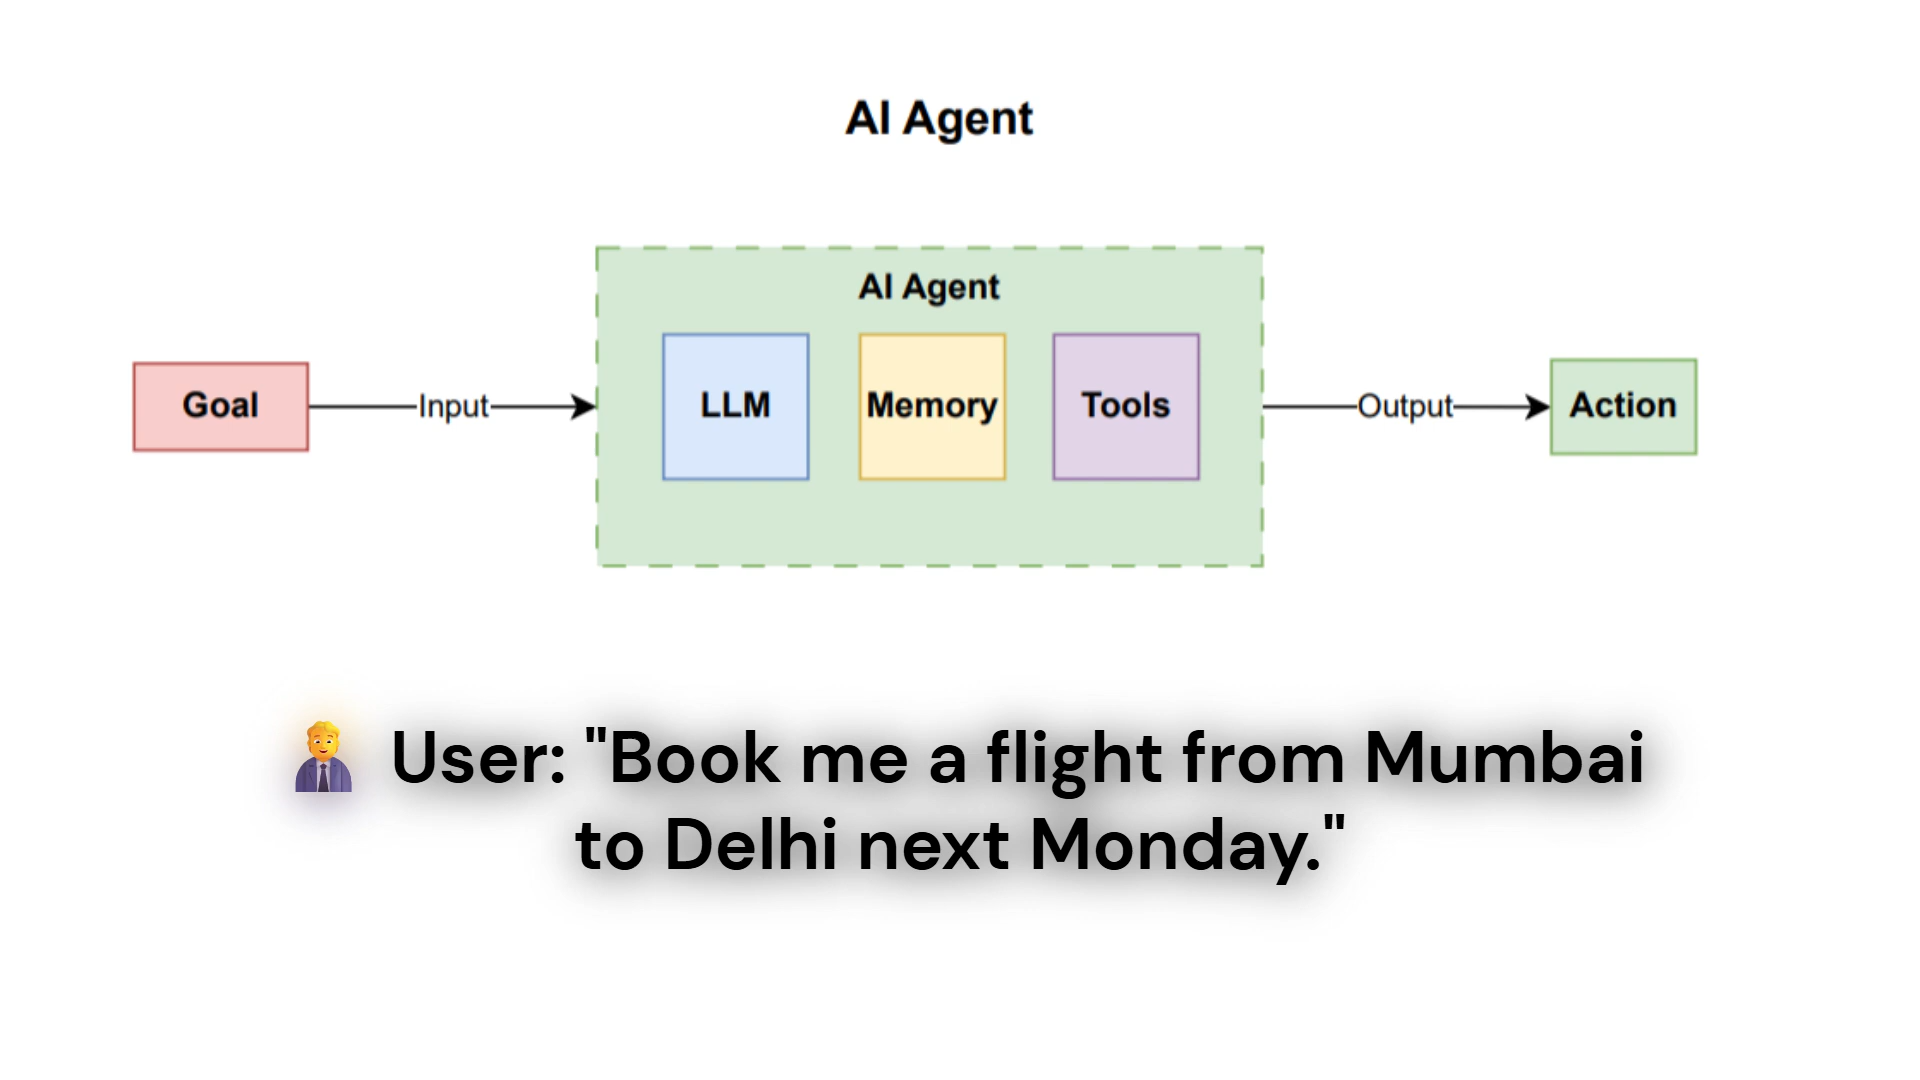 AI Agent
AI Agent
Goal
Input
LLM
Memory
Tools
Output
Action
User: "Book me a flight from Mumbai
to Delhi next Monday."